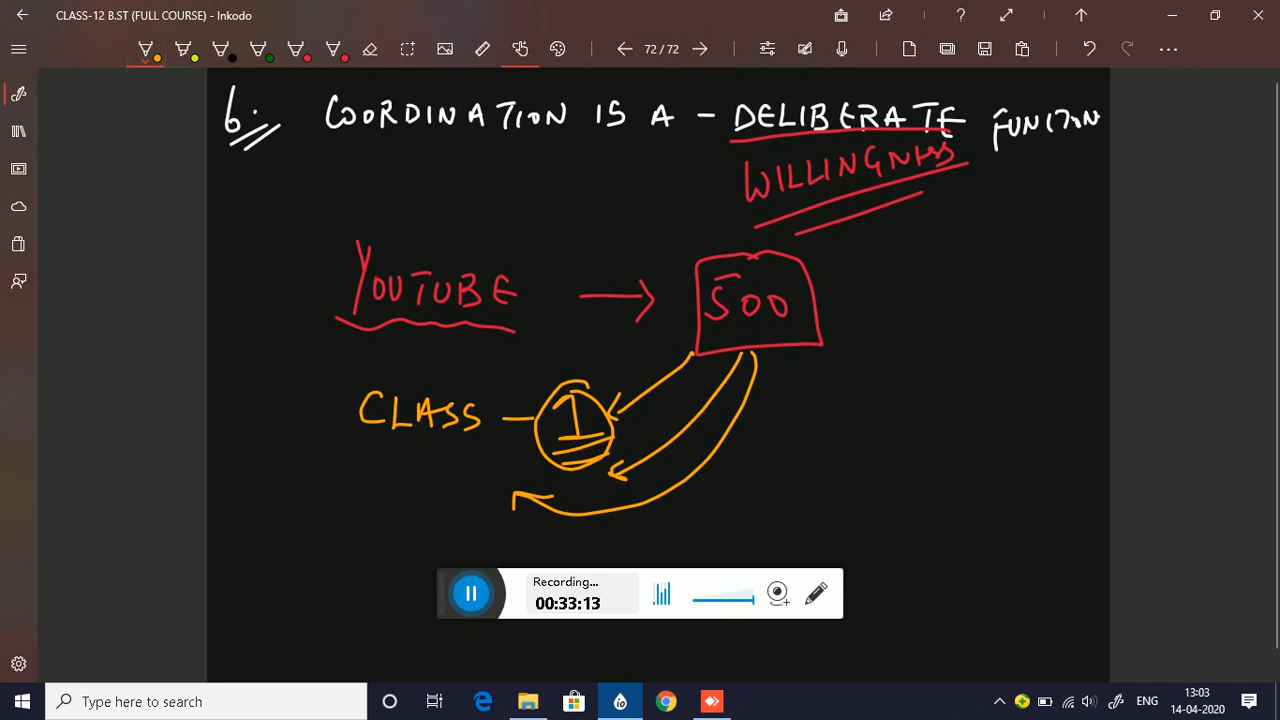 CLASS-12 B.ST (FULL COURSE) - Inkodo
72 / 72
6. COORDINATION IS A - DELIBERATE FUNCTION
WILLINGNESS
YOUTUBE → 500
CLASS - 1
Recording...
00:33:13
Type here to search
ENG
13:03
14-04-2020